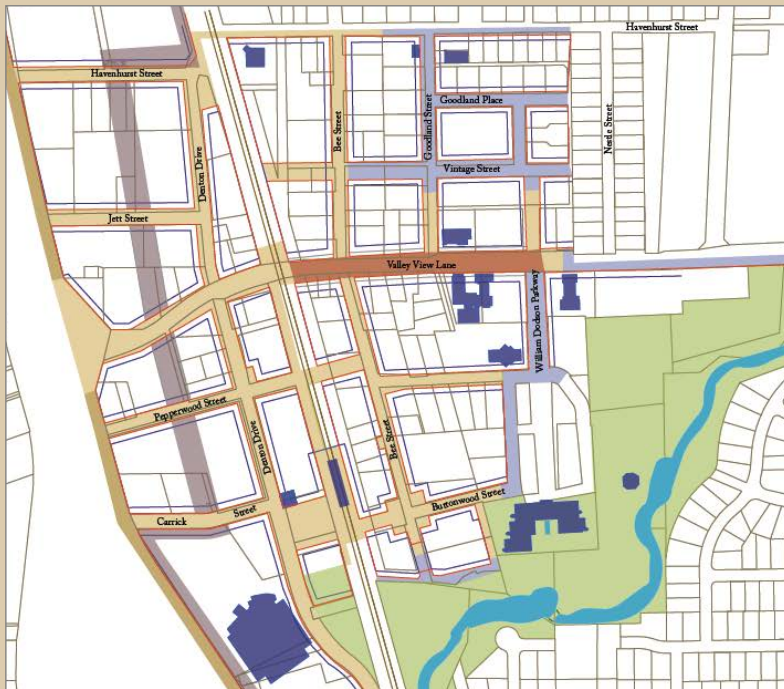 Havenhurst Street
Havenhurst Street
Goodland Place
Bee Street
Goodland Street
Nestle Street
Denton Drive
Vintage Street
Jett Street
Valley View Lane
William Dodson Parkway
Pepperwood Street
Denton Drive
Bee Street
Buttonwood Street
Carrick
Street